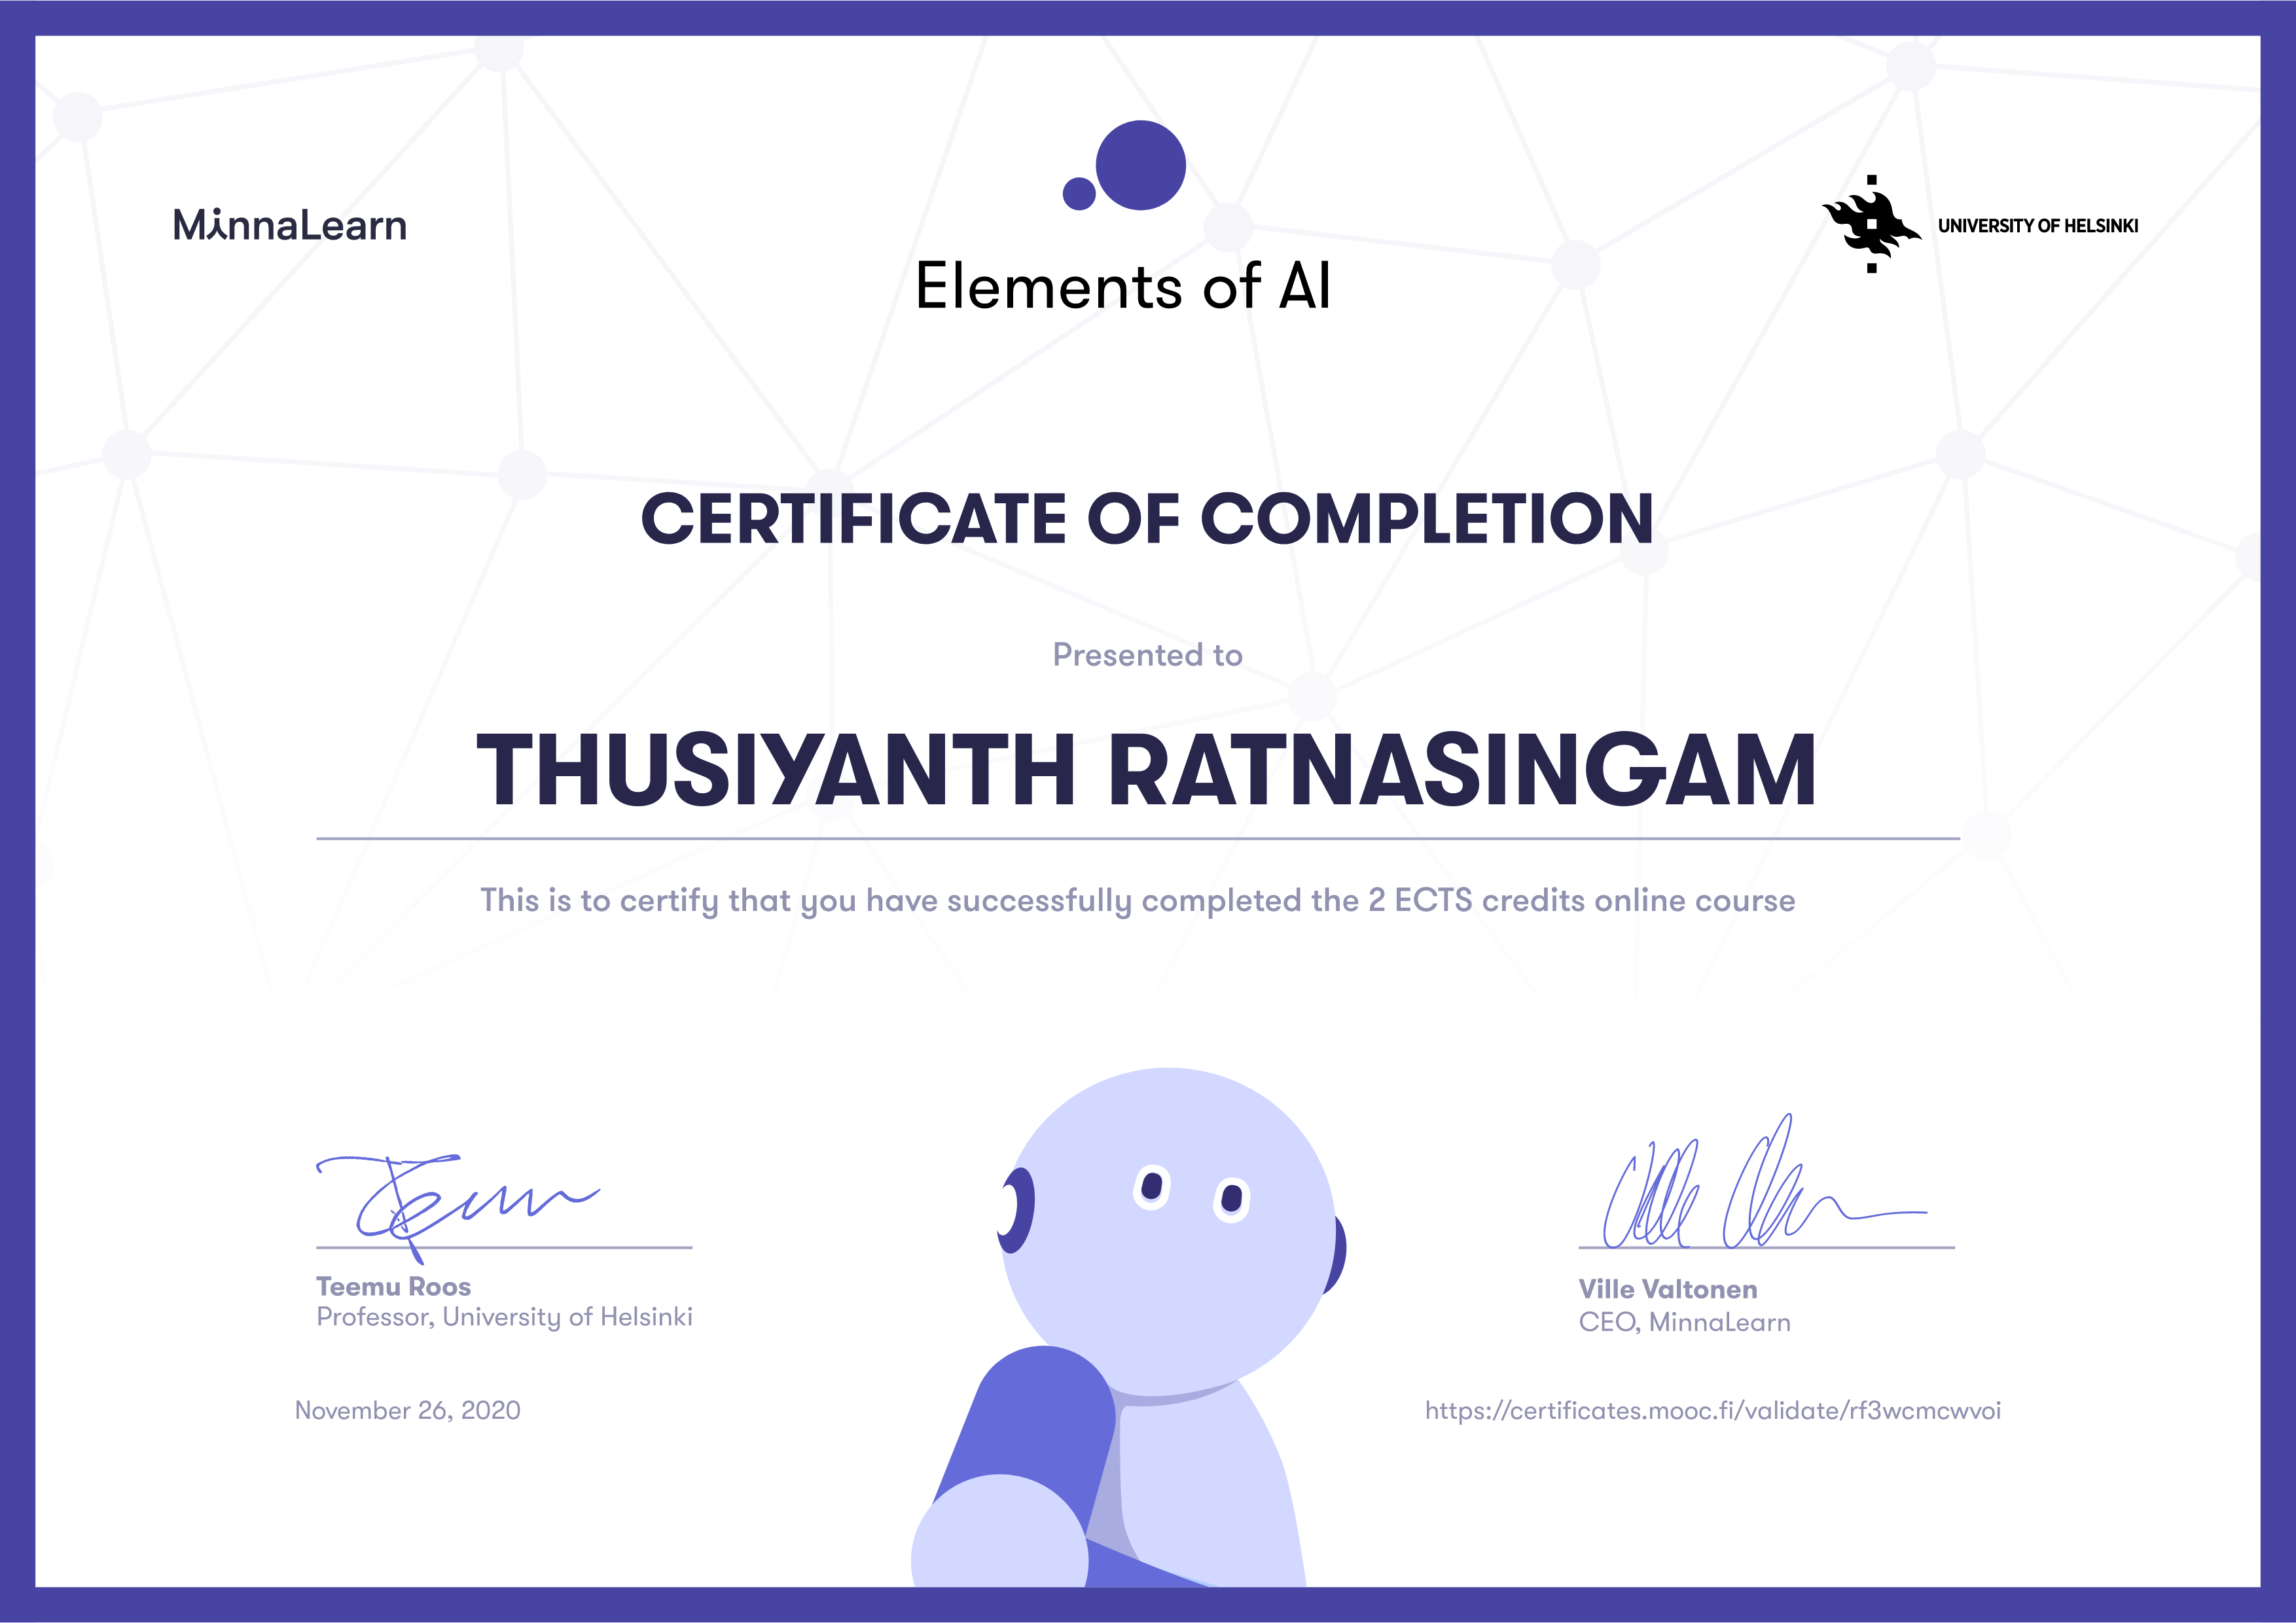 MinnaLearn
Elements of AI
UNIVERSITY OF HELSINKI
CERTIFICATE OF COMPLETION
Presented to
THUSIYANTH RATNASINGAM
This is to certify that you have successfully completed the 2 ECTS credits online course
Teemu Roos
Professor, University of Helsinki
Ville Valtonen
CEO, MinnaLearn
November 26, 2020
https://certificates.mooc.fi/validate/rf3wcmcwvoi